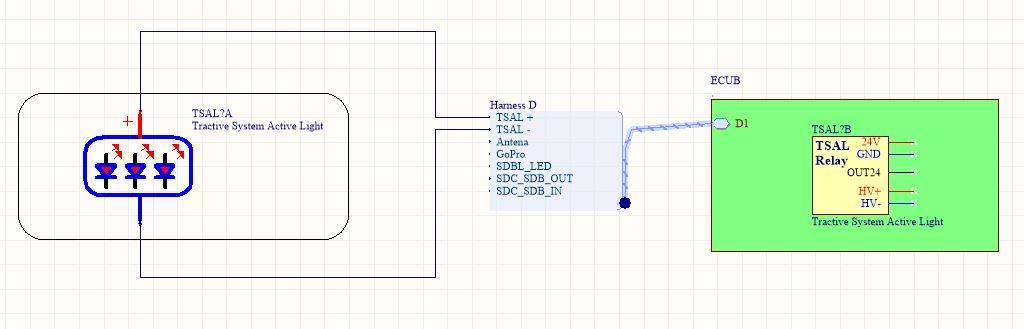 TSAL?A
Tractive System Active Light
+
Harness D
TSAL +
TSAL -
Antena
GoPro
SDBL_LED
SDC_SDB_OUT
SDC_SDB_IN
ECUB
D1
TSAL?B
TSAL
Relay
24V
GND
OUT24
HV+
HV-
Tractive System Active Light